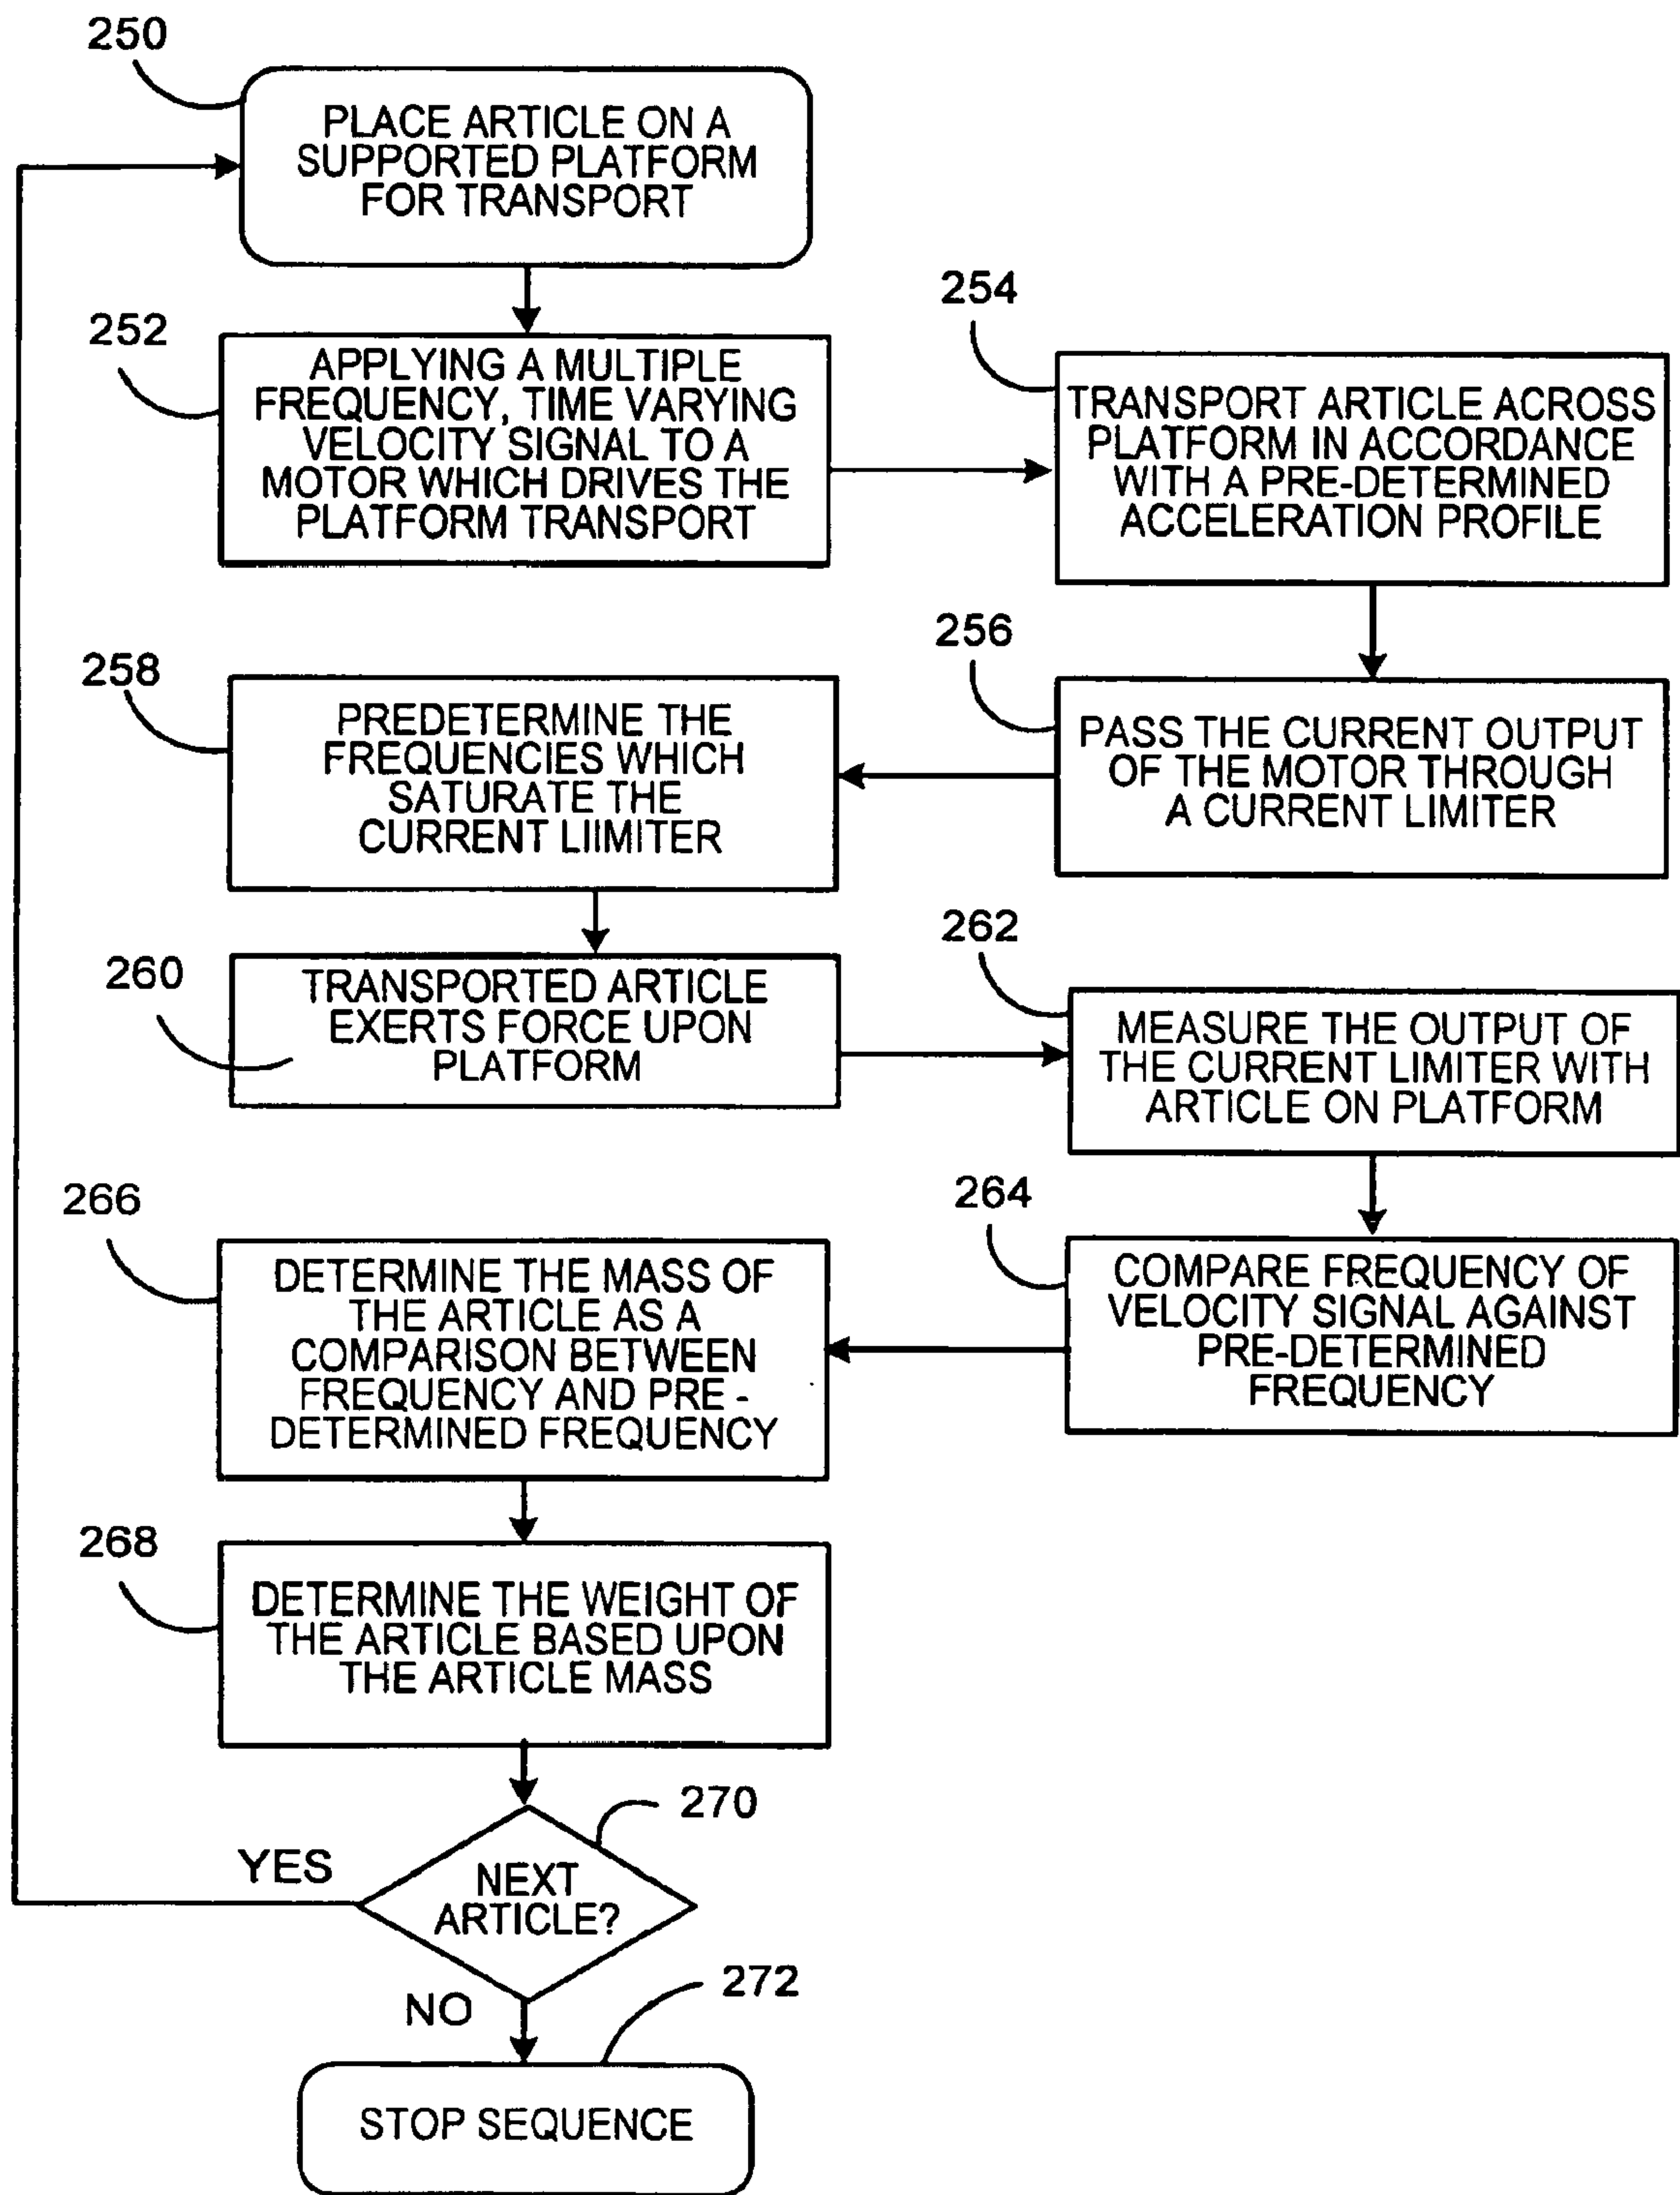 250
PLACE ARTICLE ON A
SUPPORTED PLATFORM
FOR TRANSPORT
252
APPLYING A MULTIPLE
FREQUENCY, TIME VARYING
VELOCITY SIGNAL TO A
MOTOR WHICH DRIVES THE
PLATFORM TRANSPORT
254
TRANSPORT ARTICLE ACROSS
PLATFORM IN ACCORDANCE
WITH A PRE-DETERMINED
ACCELERATION PROFILE
256
PASS THE CURRENT OUTPUT
OF THE MOTOR THROUGH
A CURRENT LIMITER
258
PREDETERMINE THE
FREQUENCIES WHICH
SATURATE THE
CURRENT LIIMITER
260
TRANSPORTED ARTICLE
EXERTS FORCE UPON
PLATFORM
262
MEASURE THE OUTPUT OF
THE CURRENT LIMITER WITH
ARTICLE ON PLATFORM
264
COMPARE FREQUENCY OF
VELOCITY SIGNAL AGAINST
PRE-DETERMINED
FREQUENCY
266
DETERMINE THE MASS OF
THE ARTICLE AS A
COMPARISON BETWEEN
FREQUENCY AND PRE -
DETERMINED FREQUENCY
268
DETERMINE THE WEIGHT OF
THE ARTICLE BASED UPON
THE ARTICLE MASS
270
YES
NEXT
ARTICLE?
NO
272
STOP SEQUENCE